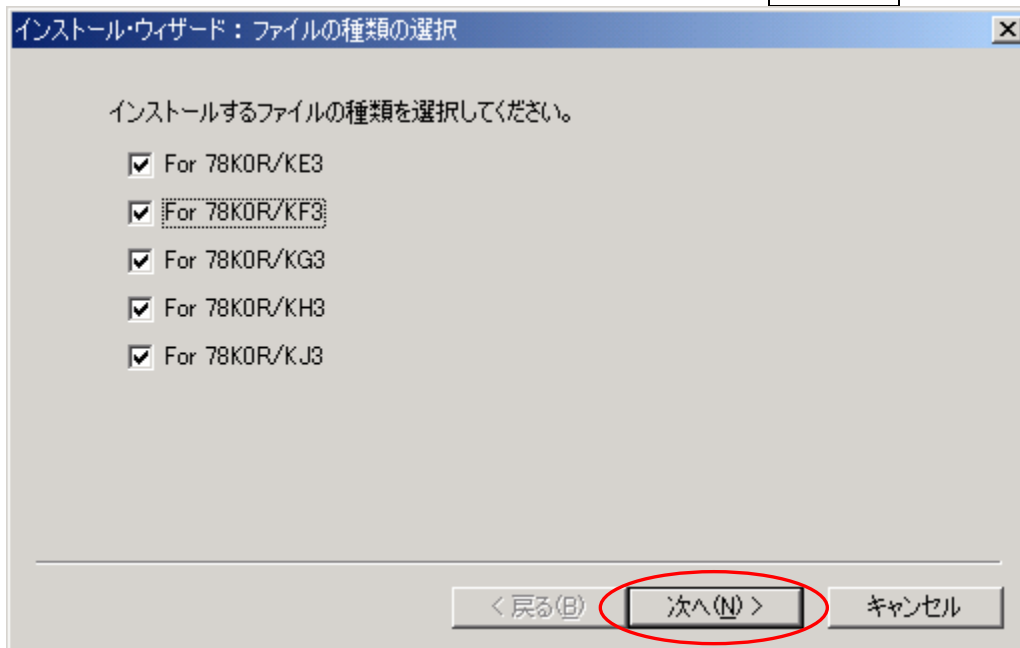 インストール・ウィザード：ファイルの種類の選択
インストールするファイルの種類を選択してください。
For 78K0R/KE3
For 78K0R/KF3
For 78K0R/KG3
For 78K0R/KH3
For 78K0R/KJ3
< 戻る(B) 次へ(N) > キャンセル